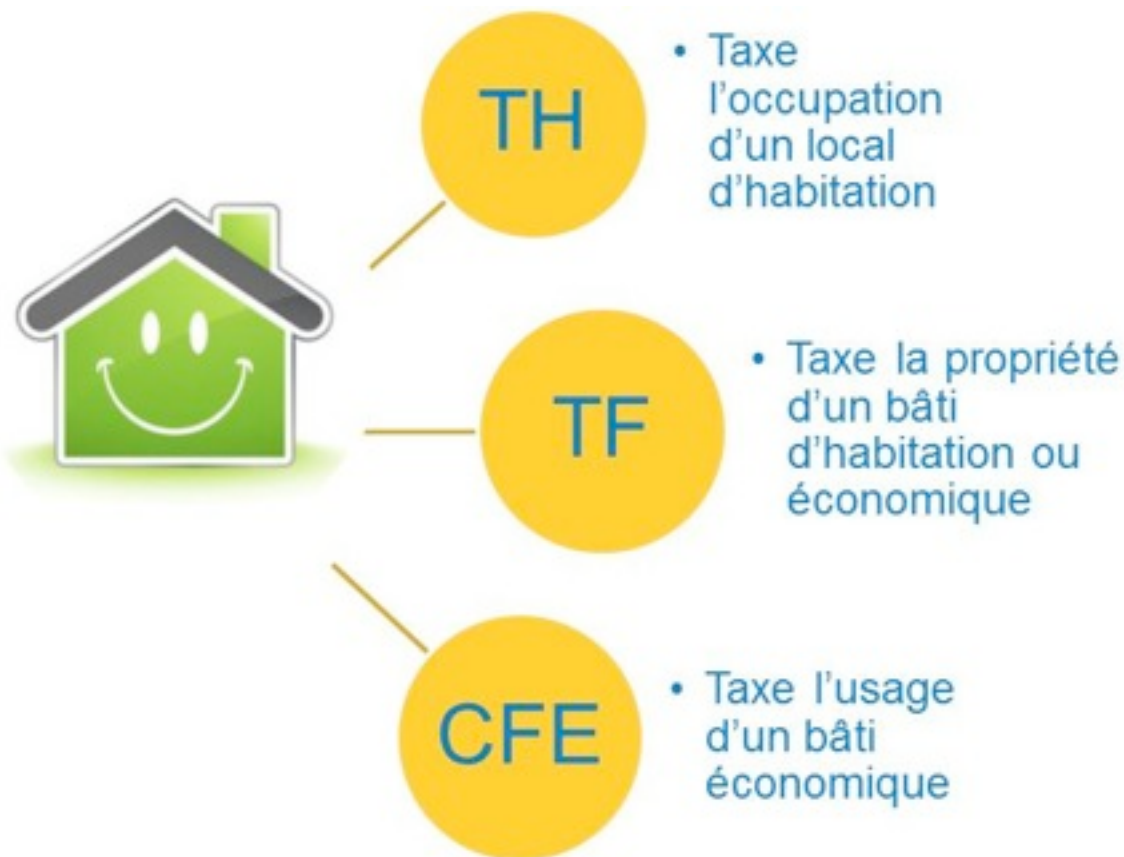 TH
• Taxe
l'occupation
d'un local
d'habitation
TF
• Taxe la propriété
d'un bâti
d'habitation ou
économique
CFE
• Taxe l'usage
d'un bâti
économique